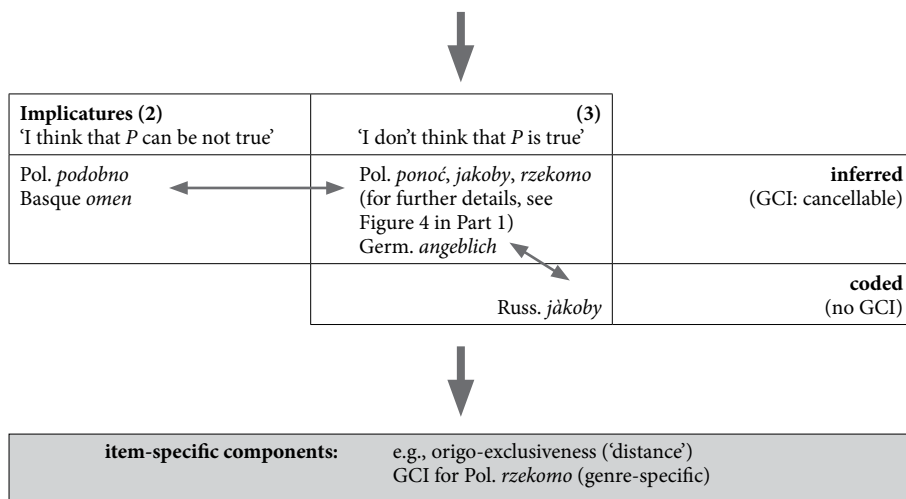 Implicatures (2)
'I think that P can be not true'
(3)
'I don't think that P is true'
Pol. podobno
Basque omen
Pol. ponoć, jakoby, rzekomo
(for further details, see
Figure 4 in Part 1)
Germ. angeblich
inferred
(GCI: cancellable)
Russ. jàkoby
coded
(no GCI)
item-specific components: e.g., origo-exclusiveness ('distance')
GCI for Pol. rzekomo (genre-specific)